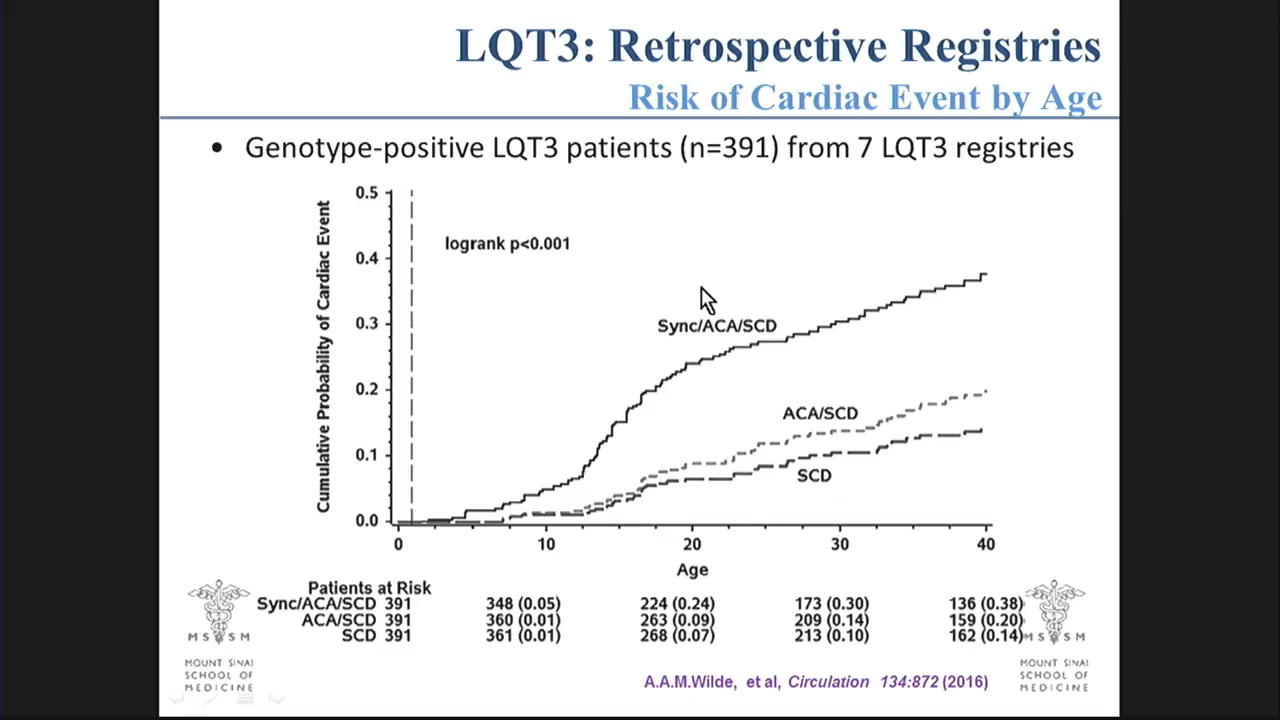 LQT3: Retrospective Registries
Risk of Cardiac Event by Age
• Genotype-positive LQT3 patients (n=391) from 7 LQT3 registries
Cumulative Probability of Cardiac Event
0.5
0.4
0.3
0.2
0.1
0.0
logrank p<0.001
Sync/ACA/SCD
ACA/SCD
SCD
0 10 20 30 40
Age
Patients at Risk
Sync/ACA/SCD 391 348 (0.05) 224 (0.24) 173 (0.30) 136 (0.38)
ACA/SCD 391 360 (0.01) 263 (0.09) 209 (0.14) 159 (0.20)
SCD 391 361 (0.01) 268 (0.07) 213 (0.10) 162 (0.14)
MSSM
MOUNT SINAI
SCHOOL OF
MEDICINE
MSSM
MOUNT SINAI
SCHOOL OF
MEDICINE
A.A.M.Wilde, et al, Circulation 134:872 (2016)